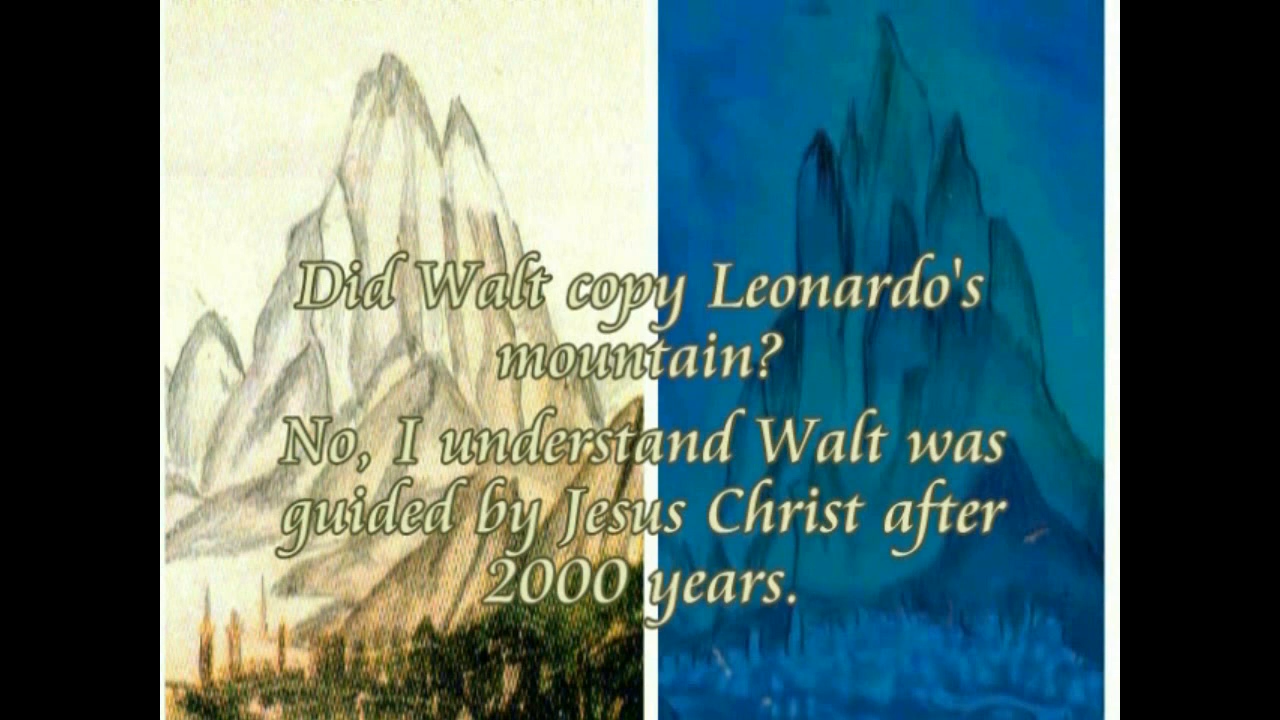 Did Walt copy Leonardo's
mountain?
No, I understand Walt was
guided by Jesus Christ after
2000 years.